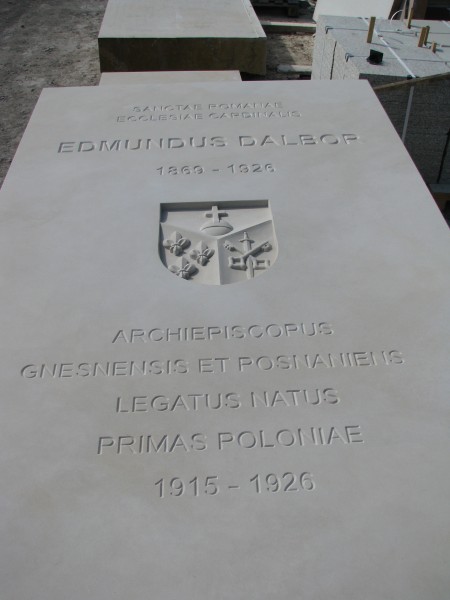 SANCTAE ROMANAE
ECCLESIAE CARDINALIS
EDMUNDUS DALBOR
1869 - 1926
ARCHIEPISCOPUS
GNESNENSIS ET POSNANIENS
LEGATUS NATUS
PRIMAS POLONIAE
1915 - 1926